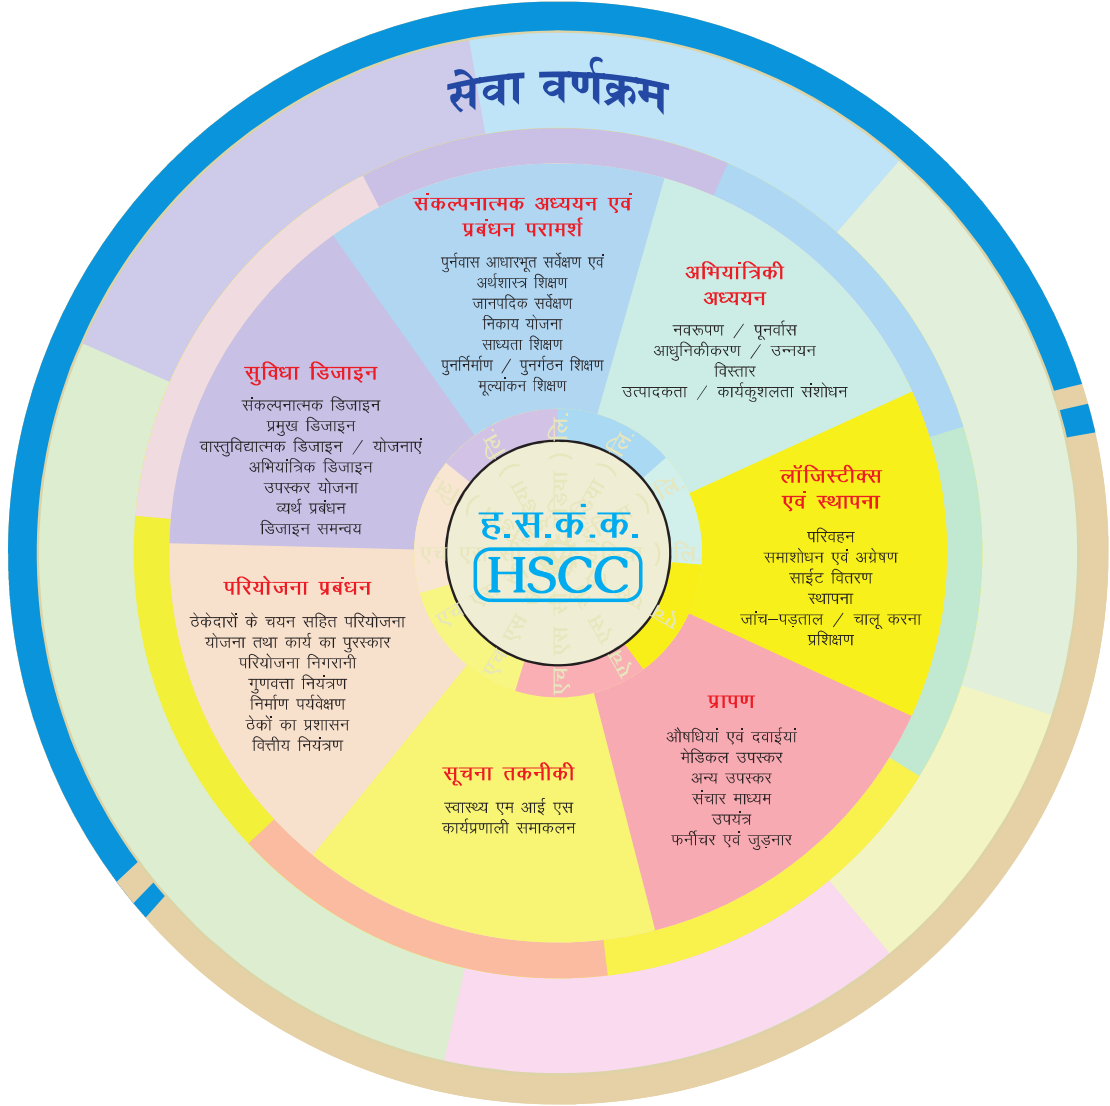 सेवा वर्णक्रम
संकल्पनात्मक अध्ययन एवं
प्रबंधन परामर्श
पुर्नवास आधारभूत सर्वेक्षण एवं
अर्थशास्त्र शिक्षण
जानपदिक सर्वेक्षण
निकाय योजना
साध्यता शिक्षण
पुनर्निर्माण / पुनर्गठन शिक्षण
मूल्यांकन शिक्षण
अभियांत्रिकी
अध्ययन
नवरूपण / पूनर्वास
आधुनिकीकरण / उन्नयन
विस्तार
उत्पादकता / कार्यकुशलता संशोधन
लॉजिस्टीक्स
एवं स्थापना
परिवहन
समाशोधन एवं अग्रेषण
साईट वितरण
स्थापना
जांच–पड़ताल / चालू करना
प्रशिक्षण
प्रापण
औषधियां एवं दवाईयां
मेडिकल उपस्कर
अन्य उपस्कर
संचार माध्यम
उपयंत्र
फर्नीचर एवं जुड़नार
सूचना तकनीकी
स्वास्थ्य एम आई एस
कार्यप्रणाली समाकलन
परियोजना प्रबंधन
ठेकेदारों के चयन सहित परियोजना
योजना तथा कार्य का पुरस्कार
परियोजना निगरानी
गुणवत्ता नियंत्रण
निर्माण पर्यवेक्षण
ठेकों का प्रशासन
वित्तीय नियंत्रण
सुविधा डिजाइन
संकल्पनात्मक डिजाइन
प्रमुख डिजाइन
वास्तुविद्यात्मक डिजाइन / योजनाएं
अभियांत्रिक डिजाइन
उपस्कर योजना
व्यर्थ प्रबंधन
डिजाइन समन्वय
ह.स.कं.क.
HSCC